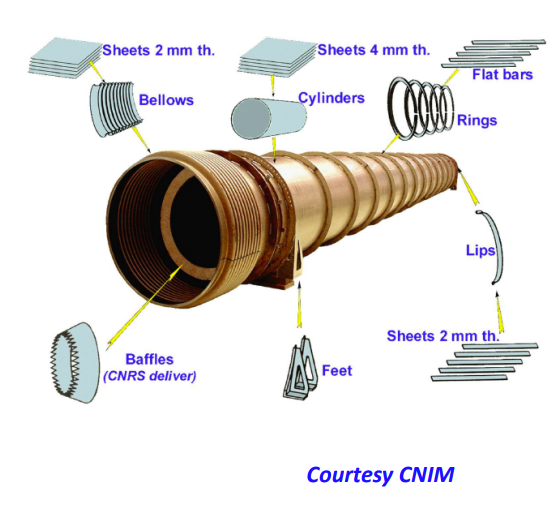 Sheets 2 mm th.
Sheets 4 mm th.
Flat bars
Bellows
Cylinders
Rings
Lips
Sheets 2 mm th.
Baffles
(CNRS deliver)
Feet
Courtesy CNIM